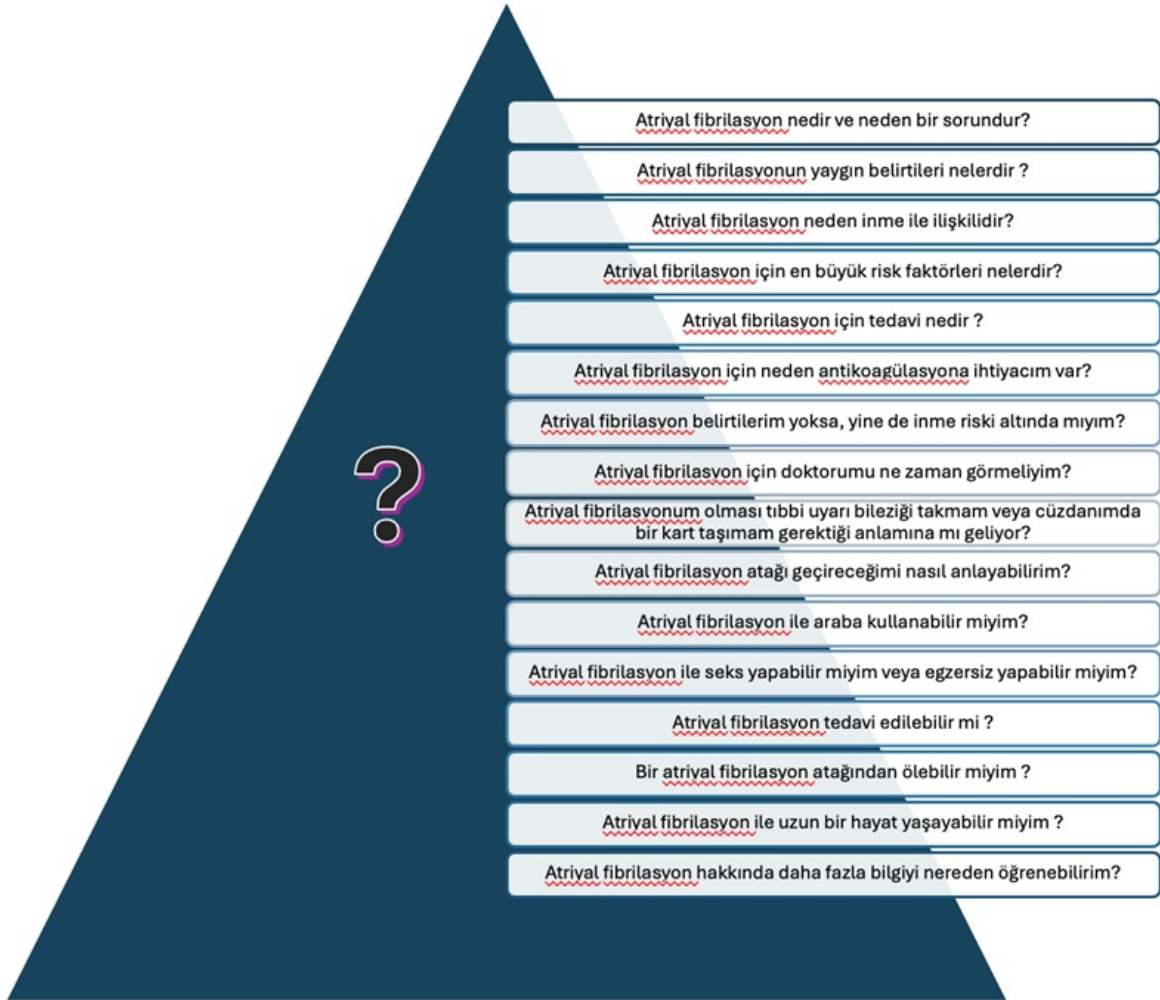 Atriyal fibrilasyon nedir ve neden bir sorundur?
Atriyal fibrilasyonun yaygın belirtileri nelerdir ?
Atriyal fibrilasyon neden inme ile ilişkilidir?
Atriyal fibrilasyon için en büyük risk faktörleri nelerdir?
Atriyal fibrilasyon için tedavi nedir ?
Atriyal fibrilasyon için neden antikoagülasyona ihtiyacım var?
Atriyal fibrilasyon belirtilerim yoksa, yine de inme riski altında mıyım?
Atriyal fibrilasyon için doktorumu ne zaman görmeliyim?
Atriyal fibrilasyonum olması tıbbi uyarı bileziği takmam veya cüzdanımda
bir kart taşımam gerektiği anlamına mı geliyor?
?
Atriyal fibrilasyon atağı geçireceğimi nasıl anlayabilirim?
Atriyal fibrilasyon ile araba kullanabilir miyim?
Atriyal fibrilasyon ile seks yapabilir miyim veya egzersiz yapabilir miyim?
Atriyal fibrilasyon tedavi edilebilir mi ?
Bir atriyal fibrilasyon atağından ölebilir miyim ?
Atriyal fibrilasyon ile uzun bir hayat yaşayabilir miyim ?
Atriyal fibrilasyon hakkında daha fazla bilgiyi nereden öğrenebilirim?